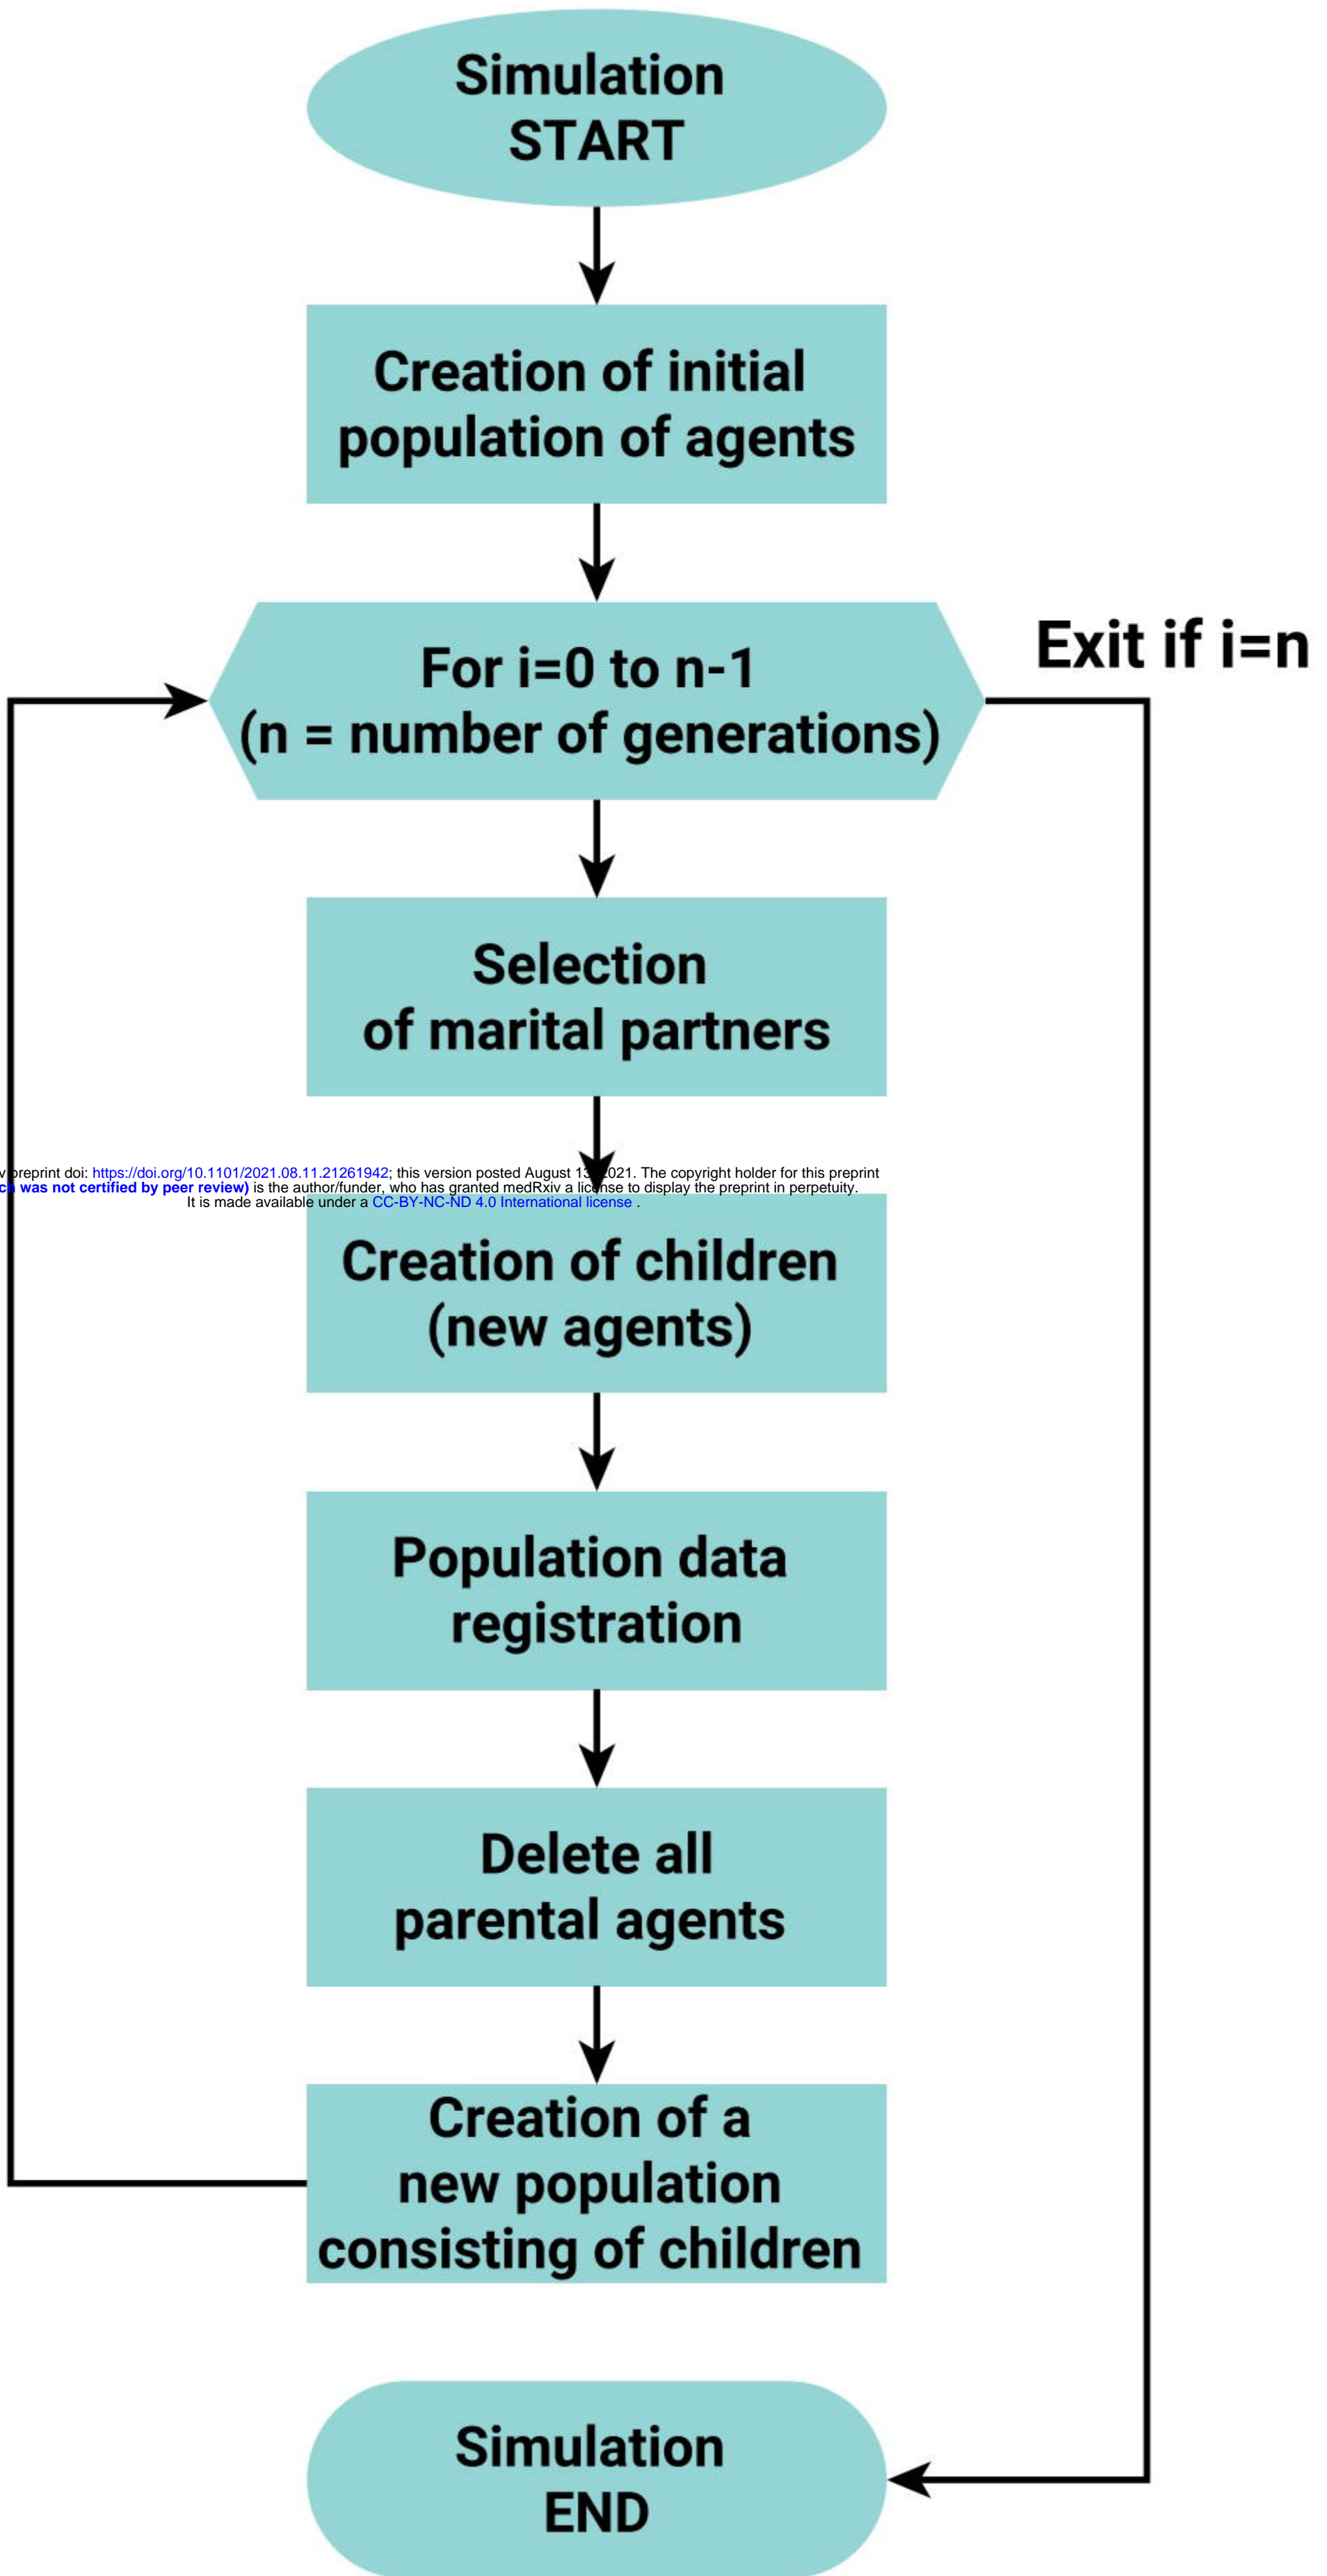 Simulation
START
Creation of initial
population of agents
Exit if i=n
For i=0 to n-1
(n = number of generations)
Selection
of marital partners
preprint doi: https://doi.org/10.1101/2021.08.11.21261942; this version posted August 13, 2021. The copyright holder for this preprint
was not certified by peer review) is the author/funder, who has granted medRxiv a license to display the preprint in perpetuity.
It is made available under a CC-BY-NC-ND 4.0 International license .
Creation of children
(new agents)
Population data
registration
Delete all
parental agents
Creation of a
new population
consisting of children
Simulation
END